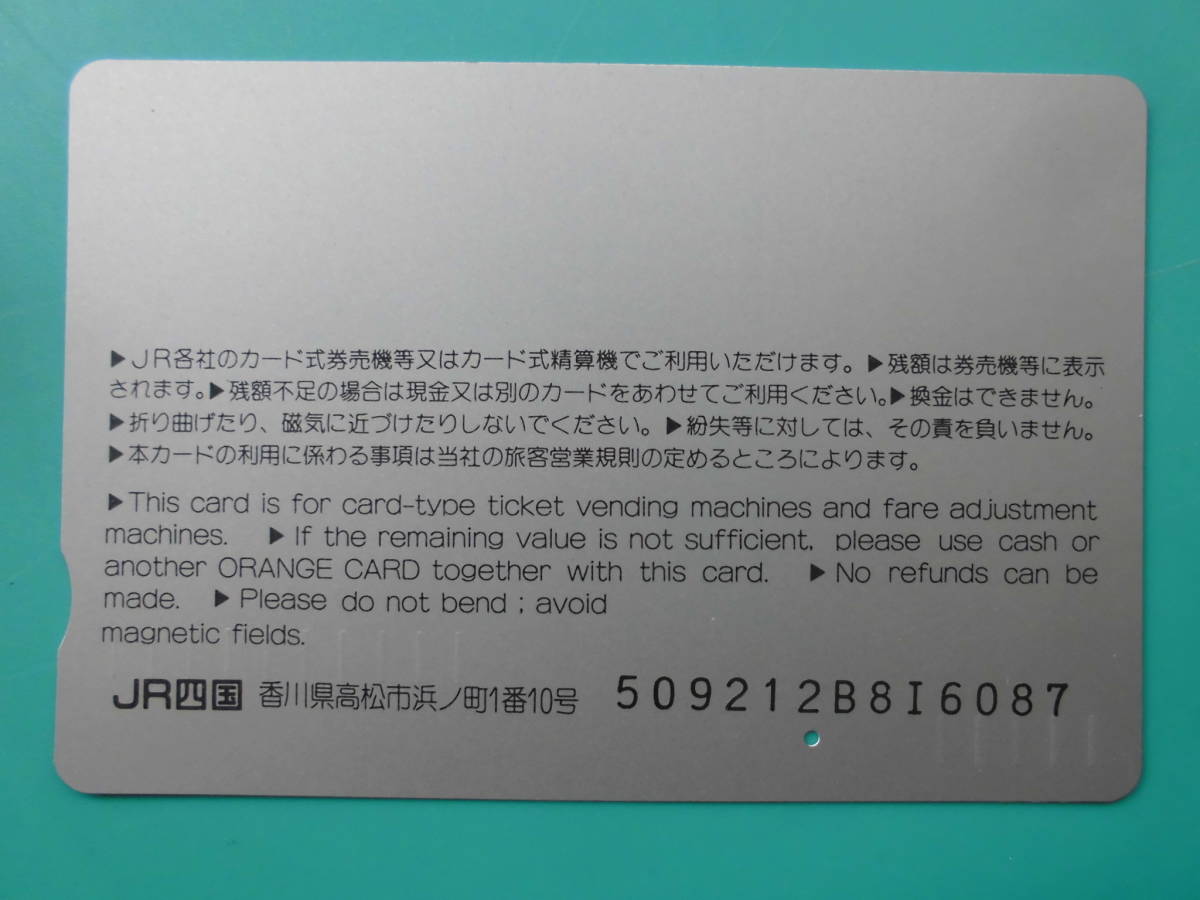 ▶JR各社のカード式券売機等又はカード式精算機でご利用いただけます。▶残額は券売機等に表示
されます。▶残額不足の場合は現金又は別のカードをあわせてご利用ください。▶換金はできません。
▶折り曲げたり、磁気に近づけたりしないでください。▶紛失等に対しては、その責を負いません。
▶本カードの利用に係わる事項は当社の旅客営業規則の定めるところによります。
▶This card is for card-type ticket vending machines and fare adjustment
machines. ▶If the remaining value is not sufficient, please use cash or
another ORANGE CARD together with this card. ▶No refunds can be
made. ▶Please do not bend ; avoid
magnetic fields.
JR四国 香川県高松市浜ノ町1番10号 509212B8I6087